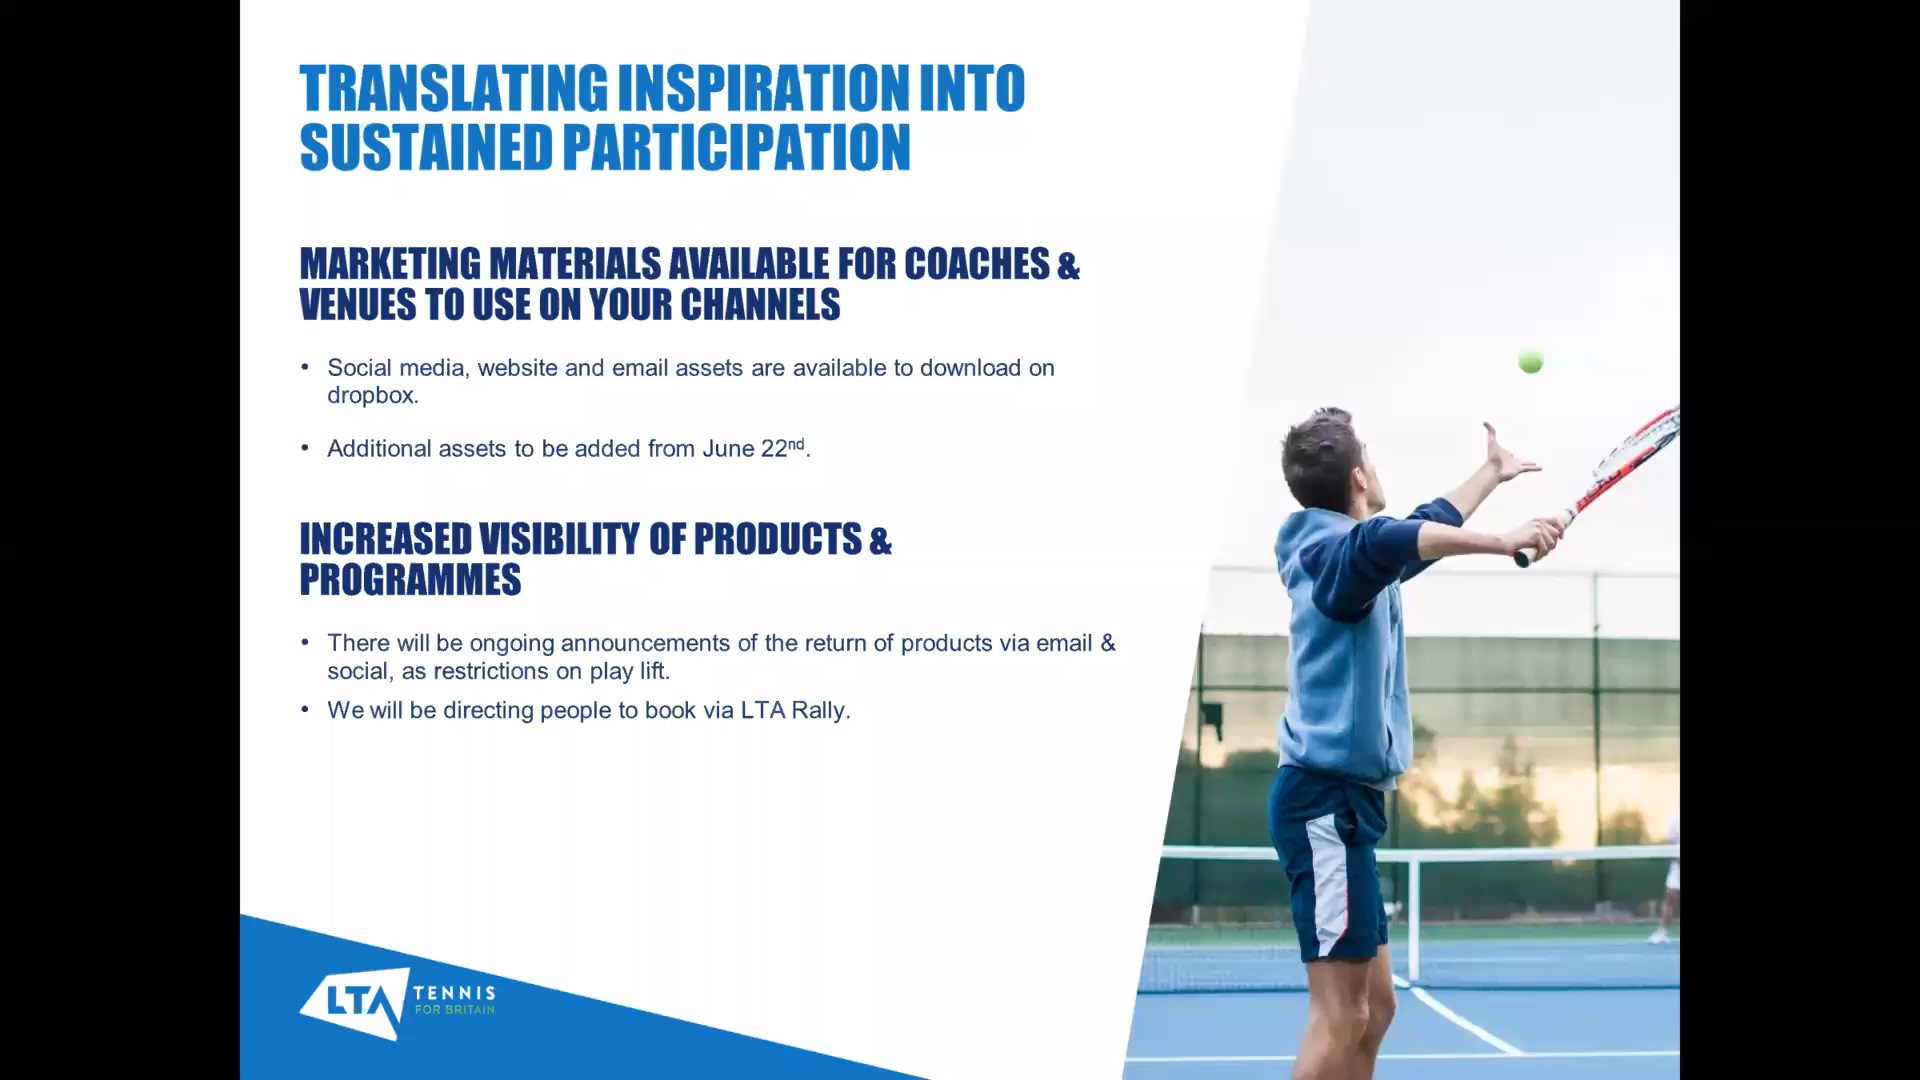 TRANSLATING INSPIRATION INTO
SUSTAINED PARTICIPATION
MARKETING MATERIALS AVAILABLE FOR COACHES &
VENUES TO USE ON YOUR CHANNELS
• Social media, website and email assets are available to download on
dropbox.
• Additional assets to be added from June 22nd.
INCREASED VISIBILITY OF PRODUCTS &
PROGRAMMES
• There will be ongoing announcements of the return of products via email &
social, as restrictions on play lift.
• We will be directing people to book via LTA Rally.
LTA TENNIS
FOR BRITAIN